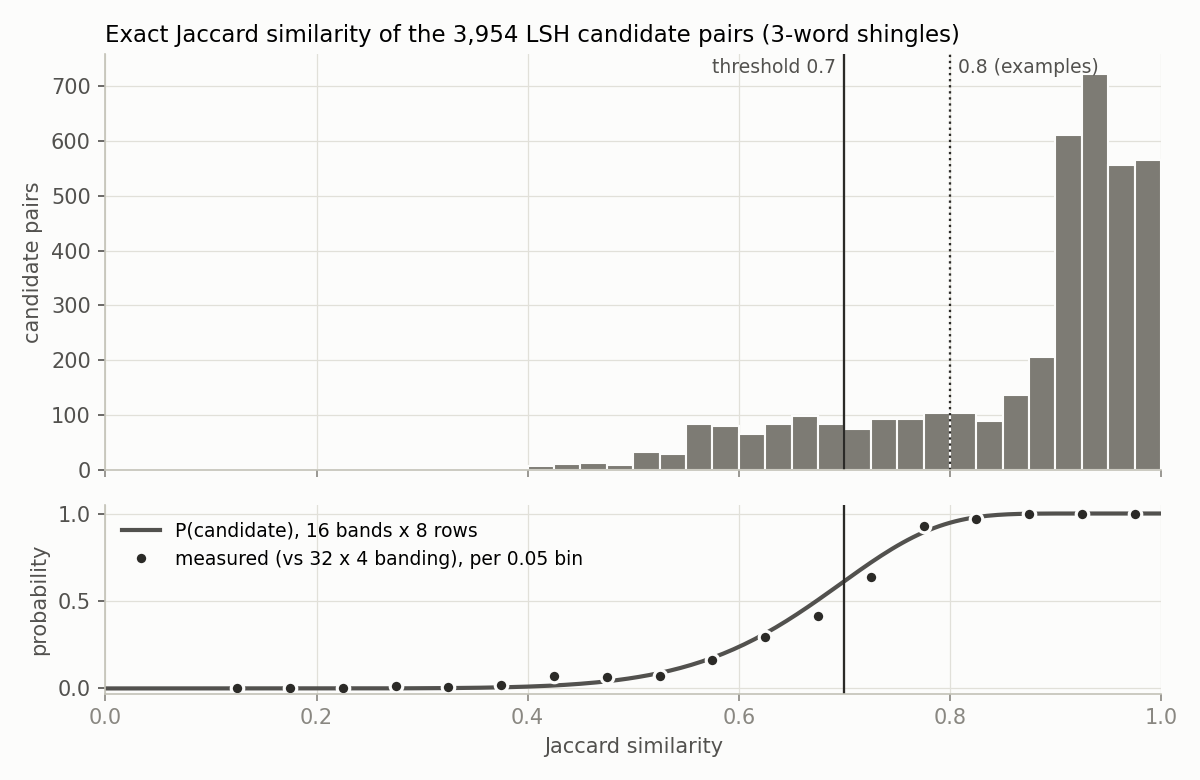 Exact Jaccard similarity of the 3,954 LSH candidate pairs (3-word shingles)
threshold 0.7
0.8 (examples)
700
600
500
400
300
200
100
0
candidate pairs
1.0
0.5
0.0
probability
P(candidate), 16 bands x 8 rows
measured (vs 32 x 4 banding), per 0.05 bin
0.0 0.2 0.4 0.6 0.8 1.0
Jaccard similarity